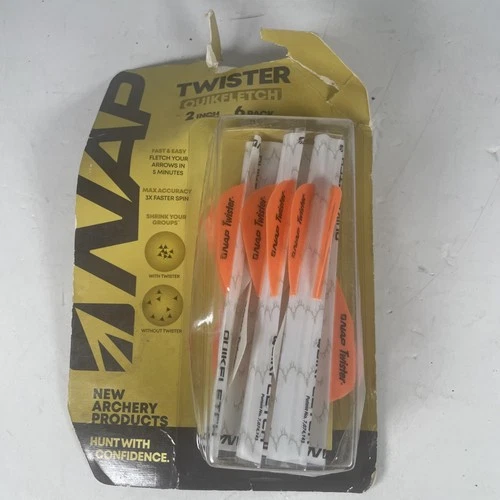 NAP
TWISTER
QUIKFLETCH
2 INCH 6 PACK
FAST & EASY
FLETCH YOUR
ARROWS IN
5 MINUTES
MAX ACCURACY
3X FASTER SPIN
SHRINK YOUR
GROUPS
WITH TWISTER
WITHOUT TWISTER
NEW
ARCHERY
PRODUCTS
HUNT WITH
CONFIDENCE.
NAP Twister
NAP Twister
NAP Twister
NAP Twister
NAP Twister
QUIKFLETCH